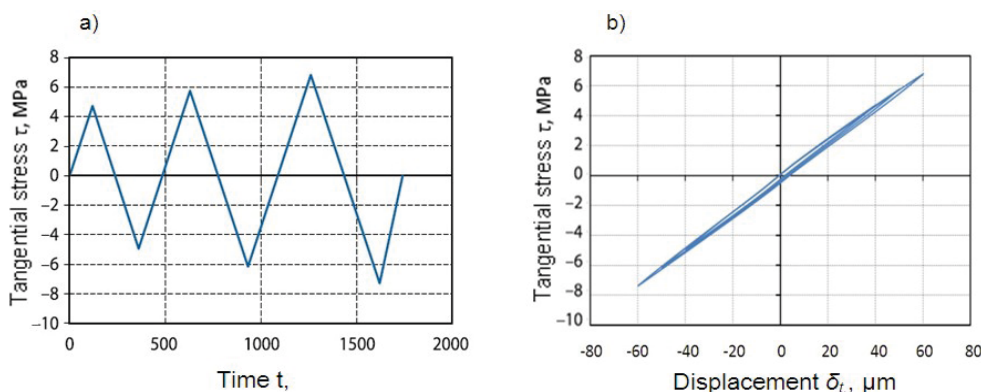 a)
Tangential stress τ, MPa
8
6
4
2
0
−2
−4
−6
−8
−10
0 500 1000 1500 2000
Time t,
b)
Tangential stress τ, MPa
8
6
4
2
0
−2
−4
−6
−8
−10
-80 -60 -40 -20 0 20 40 60 80
Displacement δt , μm